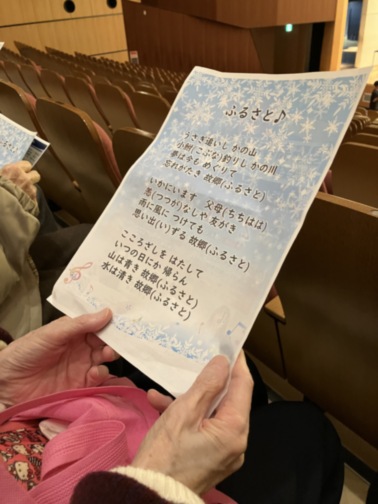 ふるさと♪
うさぎ追いし かの山
小鮒(こぶな)釣りし かの川
夢は今も めぐりて
忘れがたき 故郷(ふるさと)
いかにいます 父母(ちちはは)
恙(つつが)なしや 友がき
雨に風に つけても
思い出(い)ずる 故郷(ふるさと)
こころざしを はたして
いつの日にか 帰らん
山は青き 故郷(ふるさと)
水は清き 故郷(ふるさと)